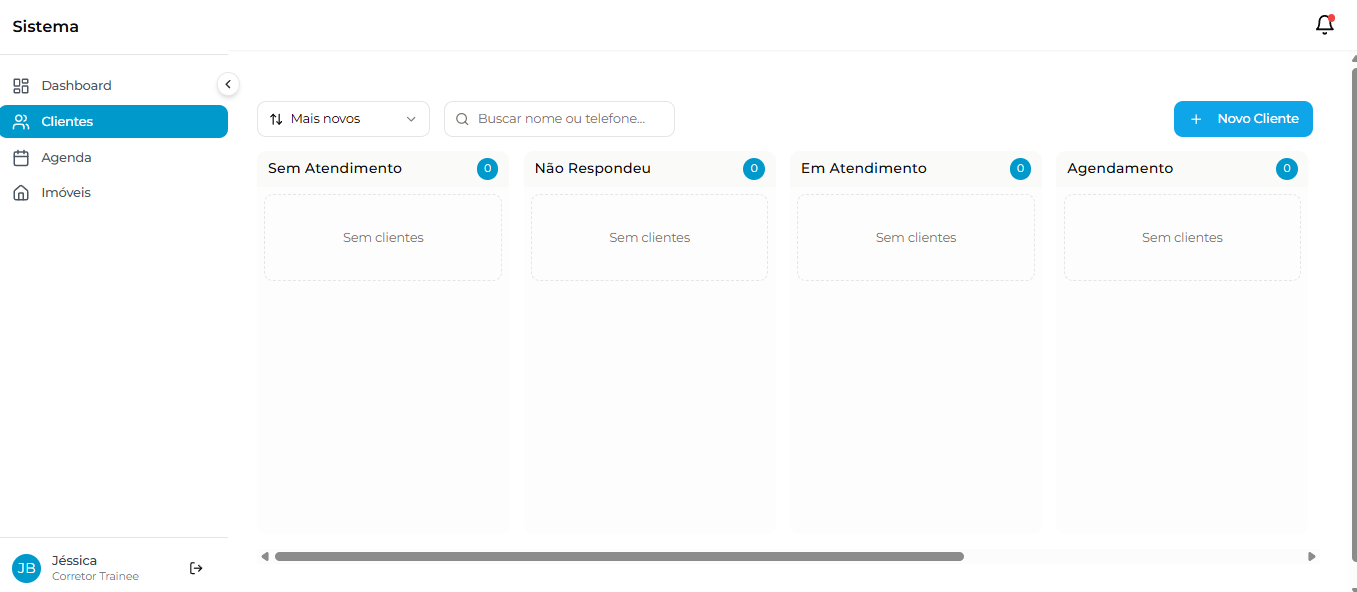 Sistema
Dashboard
Clientes
Agenda
Imóveis
Mais novos
Buscar nome ou telefone...
Novo Cliente
Sem Atendimento 0
Não Respondeu 0
Em Atendimento 0
Agendamento 0
Sem clientes
Sem clientes
Sem clientes
Sem clientes
JB
Jéssica
Corretor Trainee